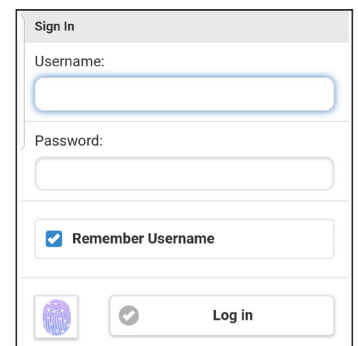 Sign In
Username:
Password:
Remember Username
Log in